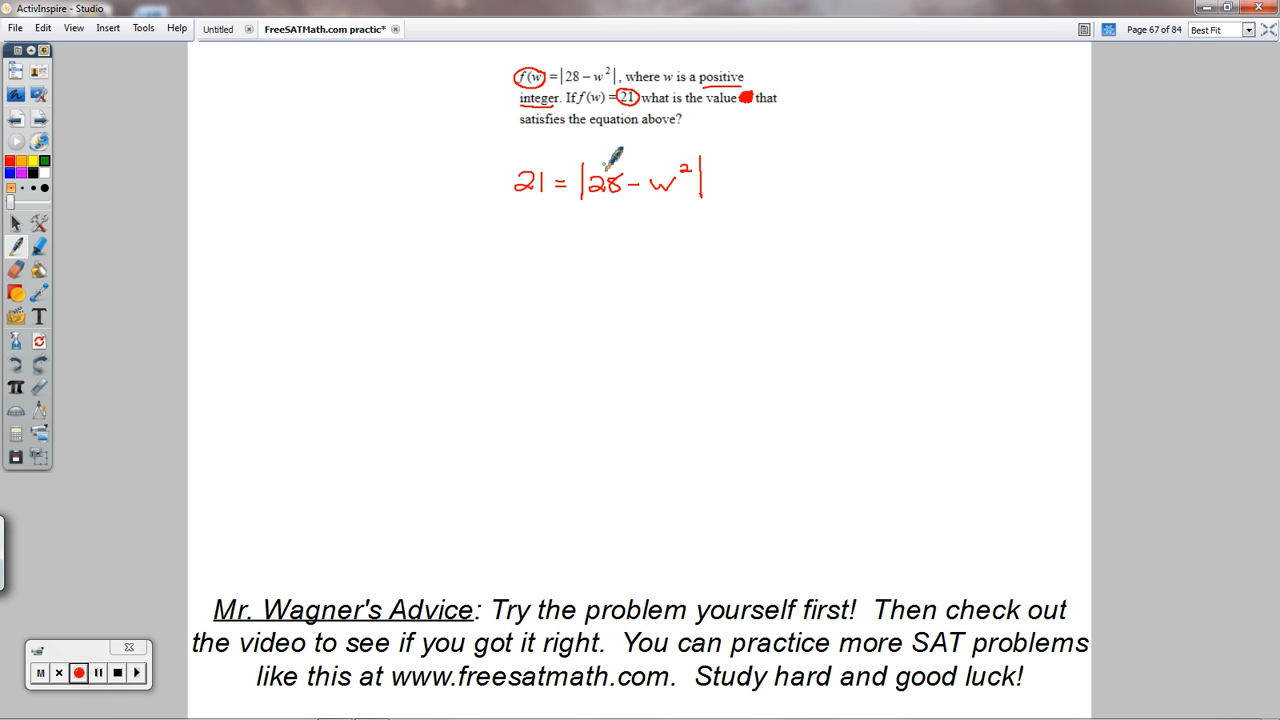 ActivInspire - Studio
File Edit View Insert Tools Help
Untitled
FreeSATMath.com practic*
Page 67 of 84
Best Fit
f(w = |28 – w²|, where w is a positive
integer. If f(w) = 21 what is the value that
satisfies the equation above?
21 = |28 - w²|
Mr. Wagner's Advice: Try the problem yourself first! Then check out
the video to see if you got it right. You can practice more SAT problems
like this at www.freesatmath.com. Study hard and good luck!
M